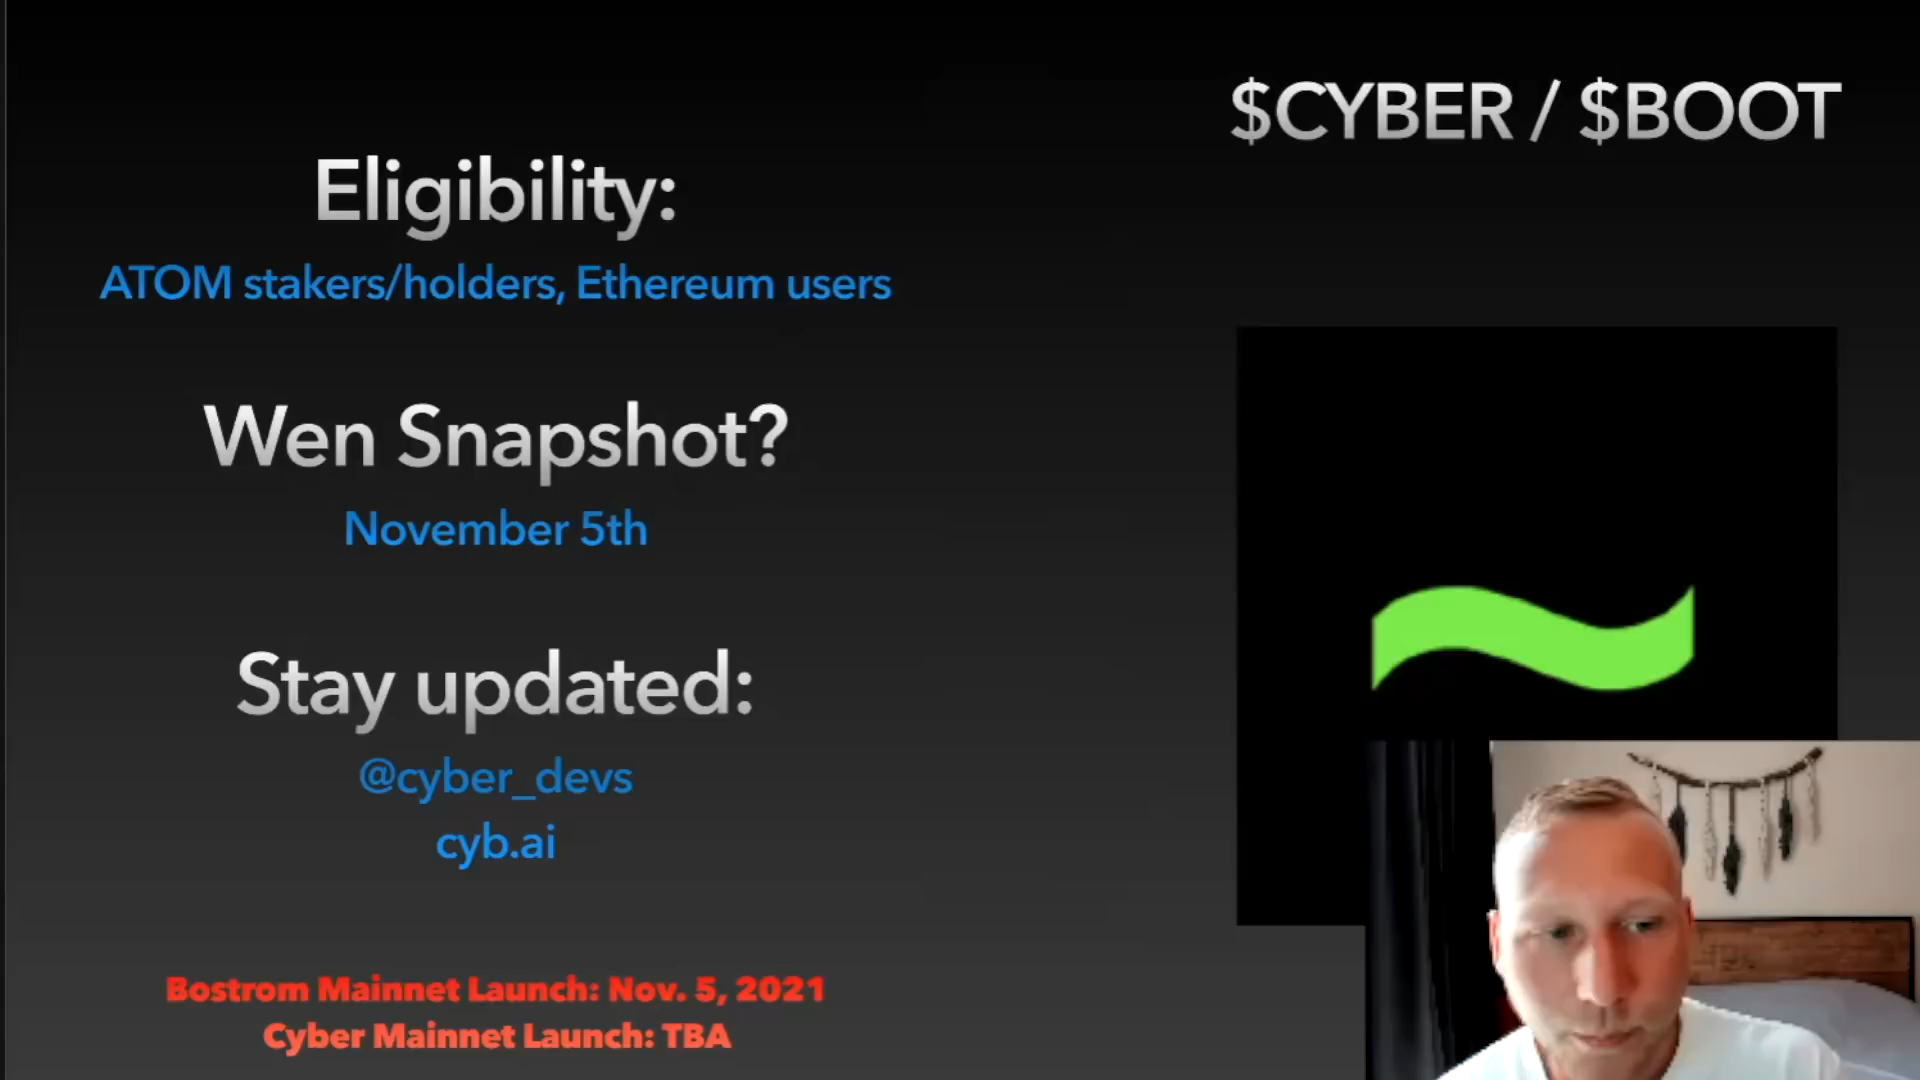 $CYBER / $BOOT
Eligibility:
ATOM stakers/holders, Ethereum users
Wen Snapshot?
November 5th
Stay updated:
@cyber_devs
cyb.ai
Bostrom Mainnet Launch: Nov. 5, 2021
Cyber Mainnet Launch: TBA